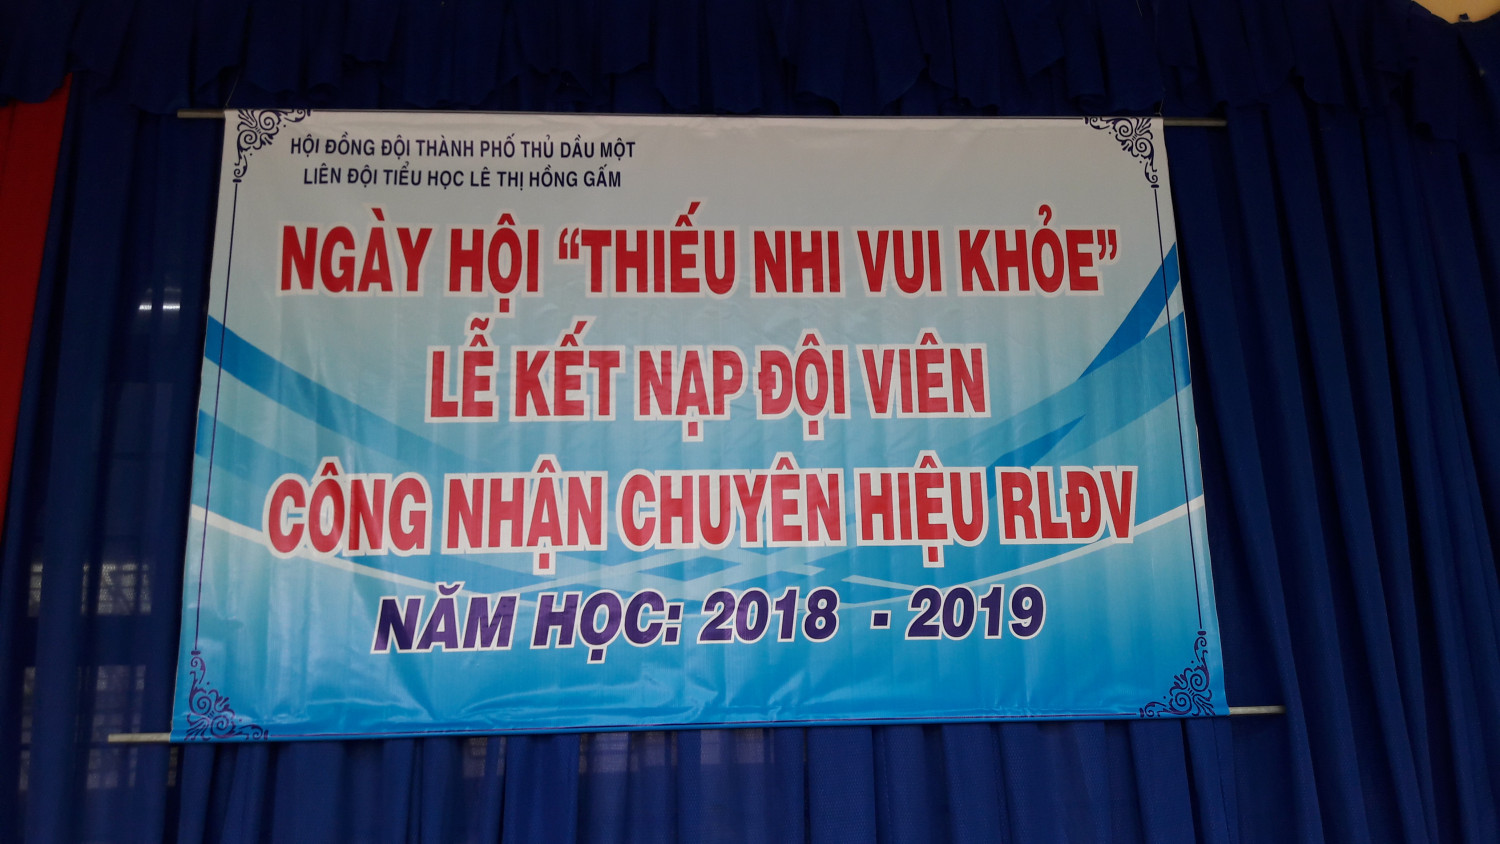 HỘI ĐỒNG ĐỘI THÀNH PHỐ THỦ DẦU MỘT
LIÊN ĐỘI TIỂU HỌC LÊ THỊ HỒNG GẤM
NGÀY HỘI “THIẾU NHI VUI KHỎE”
LỄ KẾT NẠP ĐỘI VIÊN
CÔNG NHẬN CHUYÊN HIỆU RLĐV
NĂM HỌC: 2018 - 2019